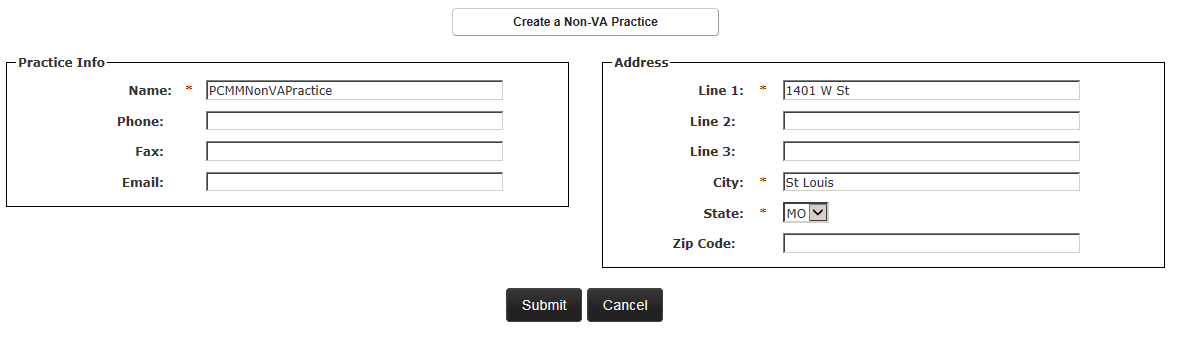 Create a Non-VA Practice
Practice Info
Name: * PCMMNonVAPractice
Phone:
Fax:
Email:
Address
Line 1: * 1401 W St
Line 2:
Line 3:
City: * St Louis
State: * MO
Zip Code:
Submit Cancel